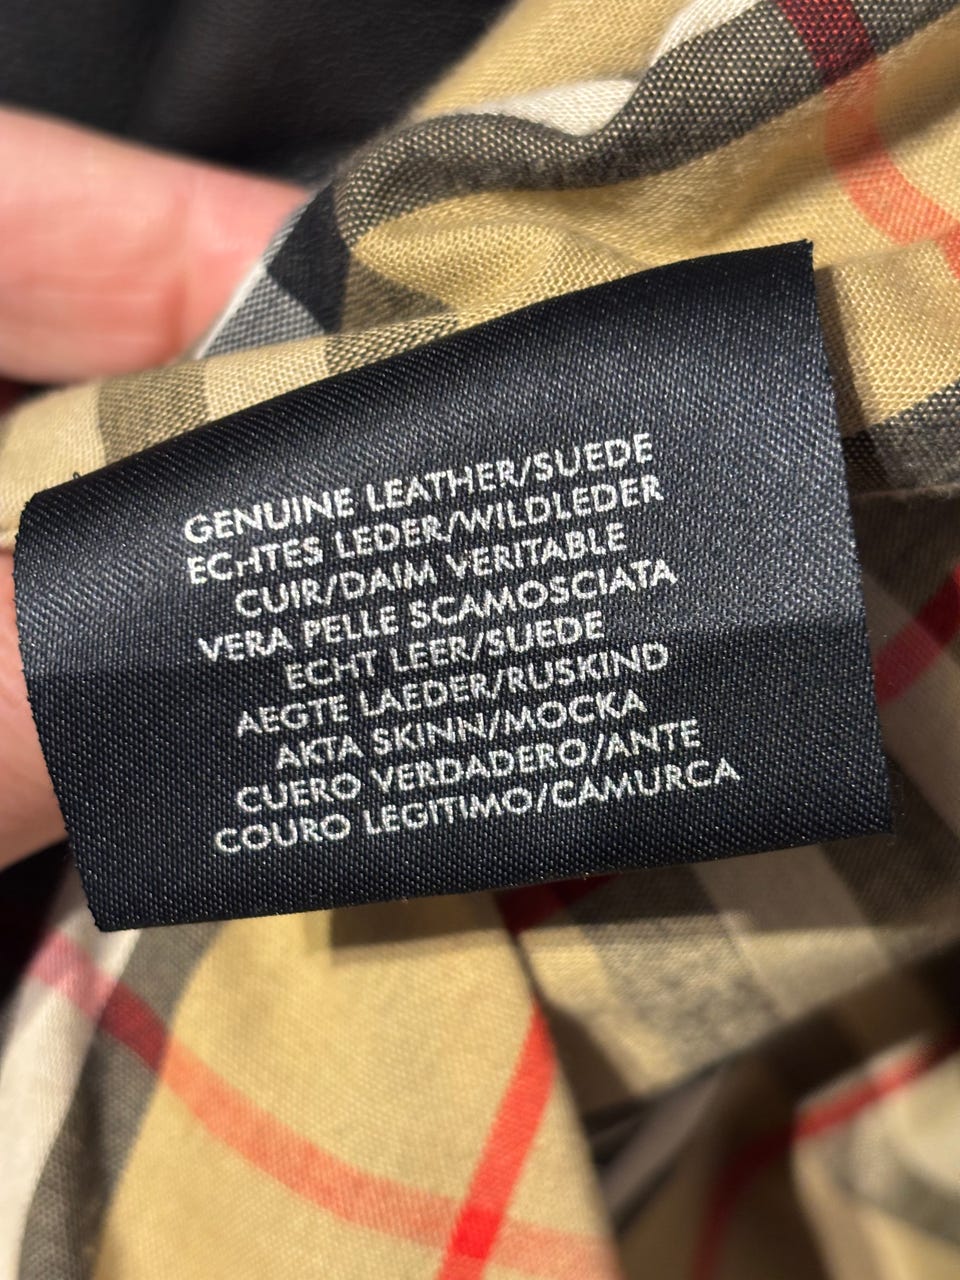 GENUINE LEATHER/SUEDE
ECHTES LEDER/WILDLEDER
CUIR/DAIM VERITABLE
VERA PELLE SCAMOSCIATA
ECHT LEER/SUEDE
AEGTE LAEDER/RUSKIND
AKTA SKINN/MOCKA
CUERO VERDADERO/ANTE
COURO LEGITIMO/CAMURCA